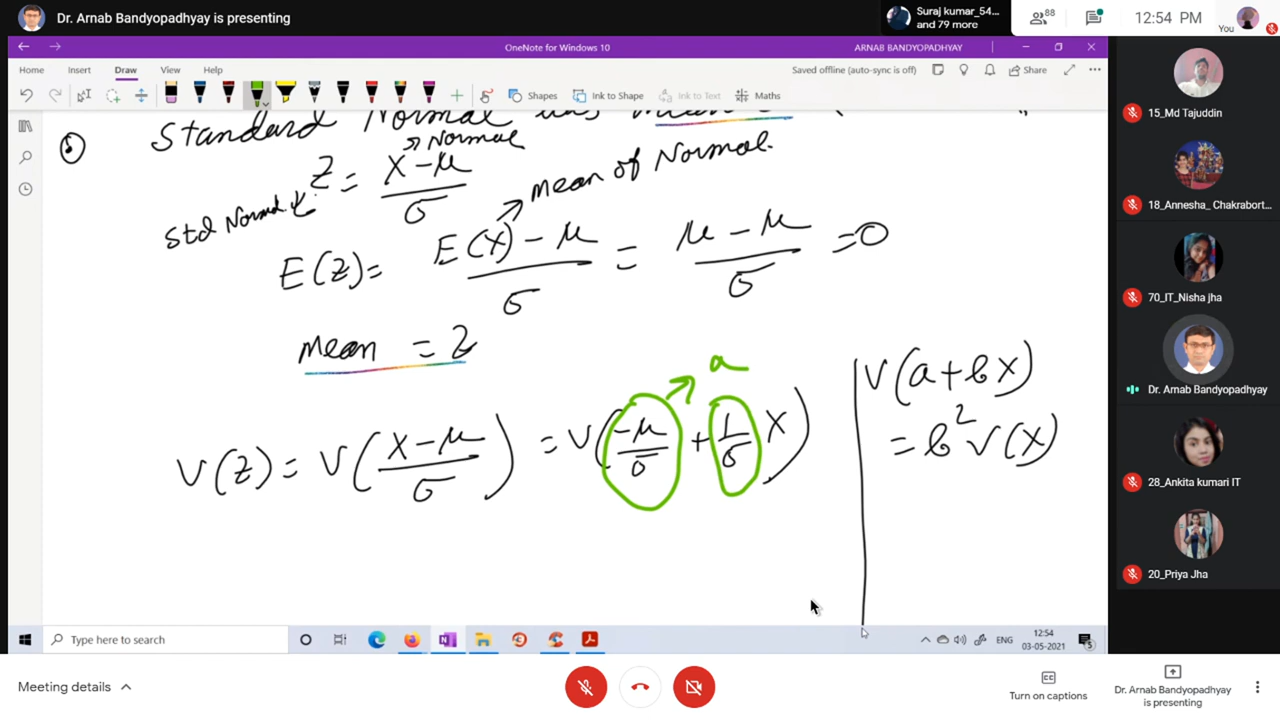 Dr. Arnab Bandyopadhyay is presenting
Suraj kumar_54...
and 79 more
88
12:54 PM
You
OneNote for Windows 10
ARNAB BANDYOPADHYAY
Home Insert Draw View Help
Saved offline (auto-sync is off)
Share
Shapes
Ink to Shape
Ink to Text
Maths
Standard Normal has mean
Normal
Z = X-μ/σ
mean of Normal
Std Normal
E(Z) = E(X) - μ/σ = μ - μ/σ = 0
mean = Z
a
V(Z) = V(X-μ/σ) = V(-μ/σ + 1/σ X)
V(a+bX)
= b² V(X)
15_Md Tajuddin
18_Annesha_ Chakrabort...
70_IT_Nisha jha
Dr. Arnab Bandyopadhyay
28_Ankita kumari IT
20_Priya Jha
Type here to search
ENG
12:54
03-05-2021
5
Meeting details
Turn on captions
Dr. Arnab Bandyopadhyay
is presenting